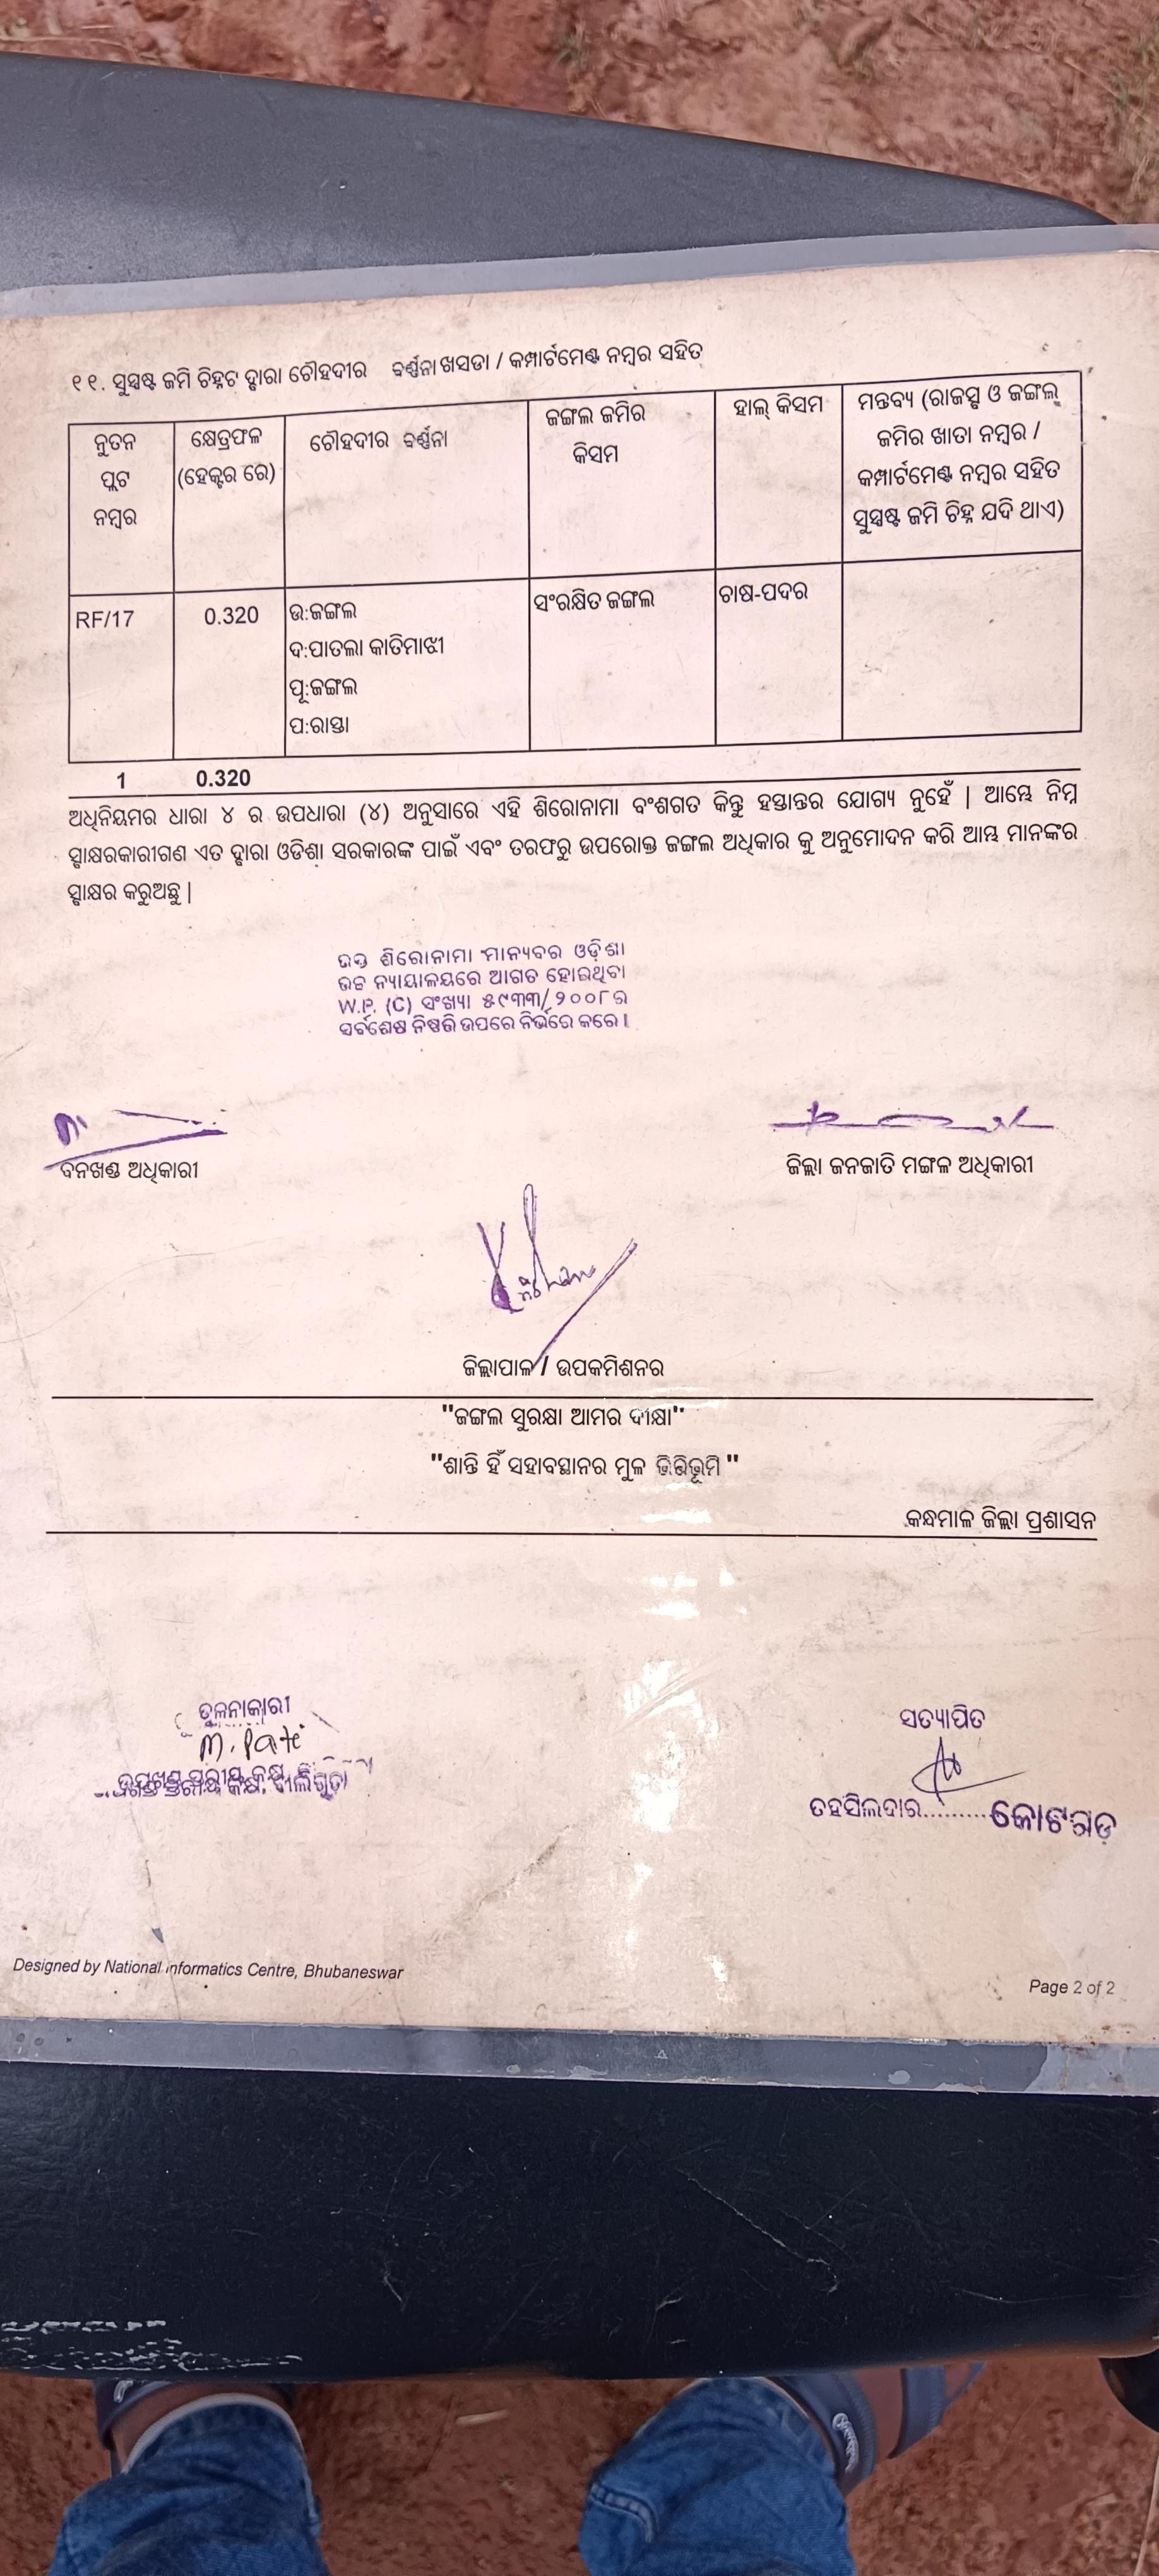 ୧୧. ସୁସ୍ପଷ୍ଟ ଜମି ଚିହ୍ନଟ ଦ୍ୱାରା ଚୌହଦୀର ବର୍ଣ୍ଣନା ଖସଡା / କମ୍ପାର୍ଟମେଣ୍ଟ ନମ୍ବର ସହିତ
ନୁତନ ପ୍ଲଟ ନମ୍ବର
କ୍ଷେତ୍ରଫଳ (ହେକ୍ଟର ରେ)
ଚୌହଦୀର ବର୍ଣ୍ଣନା
ଜଙ୍ଗଲ ଜମିର କିସମ
ହାଲ୍ କିସମ
ମନ୍ତବ୍ୟ (ରାଜସ୍ଵ ଓ ଜଙ୍ଗଲ୍
ଜମିର ଖାତା ନମ୍ବର /
କମ୍ପାର୍ଟମେଣ୍ଟ ନମ୍ବର ସହିତ
ସୁସ୍ପଷ୍ଟ ଜମି ଚିହ୍ନ ଯଦି ଥାଏ)
RF/17 0.320 ଉ:ଜଙ୍ଗଲ ସଂରକ୍ଷିତ ଜଙ୍ଗଲ ଚାଷ-ପଦର
ଦ:ପାତଲା କାତିମାଝୀ
ପୂ:ଜଙ୍ଗଲ
ପ:ରାସ୍ତା
1 0.320
ଅଧିନିୟମର ଧାରା ୪ ର ଉପଧାରା (୪) ଅନୁସାରେ ଏହି ଶିରୋନାମା ବଂଶଗତ କିନ୍ତୁ ହସ୍ତାନ୍ତର ଯୋଗ୍ୟ ନୁହେଁ | ଆମ୍ଭେ ନିମ୍ନ
ସ୍ୱାକ୍ଷରକାରୀଗଣ ଏତ ଦ୍ୱାରା ଓଡିଶା ସରକାରଙ୍କ ପାଇଁ ଏବଂ ତରଫରୁ ଉପରୋକ୍ତ ଜଙ୍ଗଲ ଅଧିକାର କୁ ଅନୁମୋଦନ କରି ଆମ୍ଭ ମାନଙ୍କର
ସ୍ୱାକ୍ଷର କରୁଅଛୁ |
ଉକ୍ତ ଶିରୋନାମା ମାନ୍ୟବର ଓଡ଼ିଶା
ଉଚ୍ଚ ନ୍ୟାୟାଳୟରେ ଆଗତ ହୋଇଥିବା
W.P. (C) ସଂଖ୍ୟା ୫୯୩୩/୨୦୦୮ର
ସର୍ବଶେଷ ନିଷ୍ପତ୍ତି ଉପରେ ନିର୍ଭରେ କରେ।
ବନଖଣ୍ଡ ଅଧିକାରୀ
ଜିଲ୍ଲା ଜନଜାତି ମଙ୍ଗଳ ଅଧିକାରୀ
ଜିଲ୍ଲାପାଳ / ଉପକମିଶନର
"ଜଙ୍ଗଲ ସୁରକ୍ଷା ଆମର ଦୀକ୍ଷା"
"ଶାନ୍ତି ହିଁ ସହାବସ୍ଥାନର ମୁଳ ଭିତ୍ତିଭୂମି "
କନ୍ଧମାଳ ଜିଲ୍ଲା ପ୍ରଶାସନ
ତୁଳନାକାରୀ
ସତ୍ୟାପିତ
ତହସିଲଦାର.......... କୋଟଗଡ଼
Designed by National Informatics Centre, Bhubaneswar
Page 2 of 2